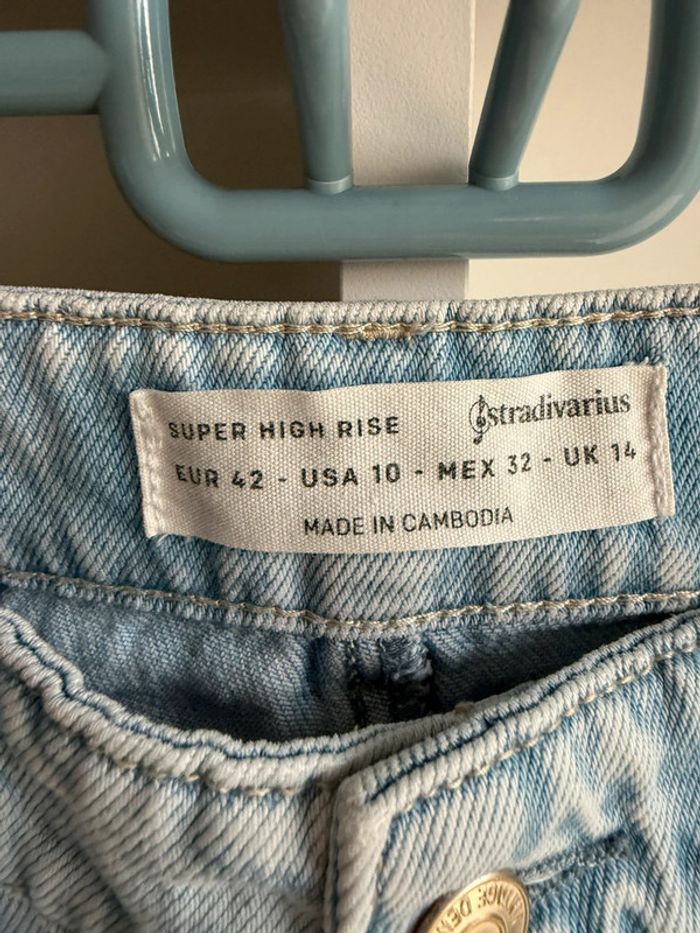 SUPER HIGH RISE
stradivarius
EUR 42 - USA 10 - MEX 32 - UK 14
MADE IN CAMBODIA